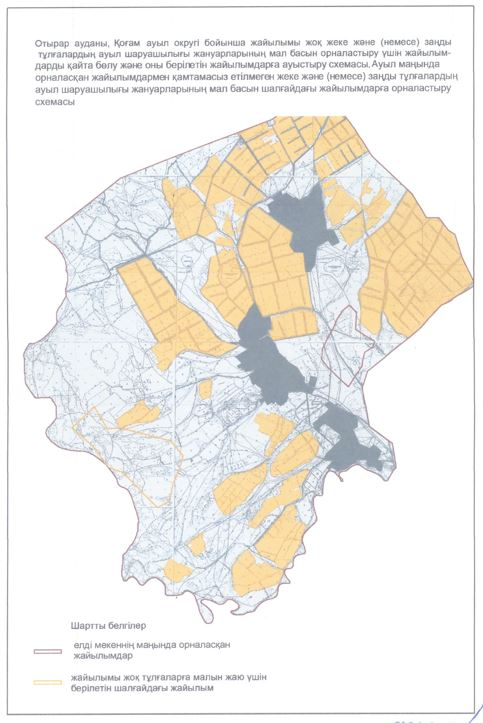 Отырар ауданы, Қоғам ауыл округі бойынша жайылымы жоқ жеке және (немесе) заңды
тұлғалардың ауыл шаруашылығы жануарларының мал басын орналастыру үшін жайылым-
дарды қайта бөлу және оны берілетін жайылымдарға ауыстыру схемасы. Ауыл маңында
орналасқан жайылымдармен қамтамасыз етілмеген жеке және (немесе) заңды тұлғалардың
ауыл шаруашылығы жануарларының мал басын шалғайдағы жайылымдарға орналастыру
схемасы
Шартты белгілер
елді мекеннің маңында орналасқан
жайылымдар
жайылымы жоқ тұлғаларға малын жаю үшін
берілетін шалғайдағы жайылым